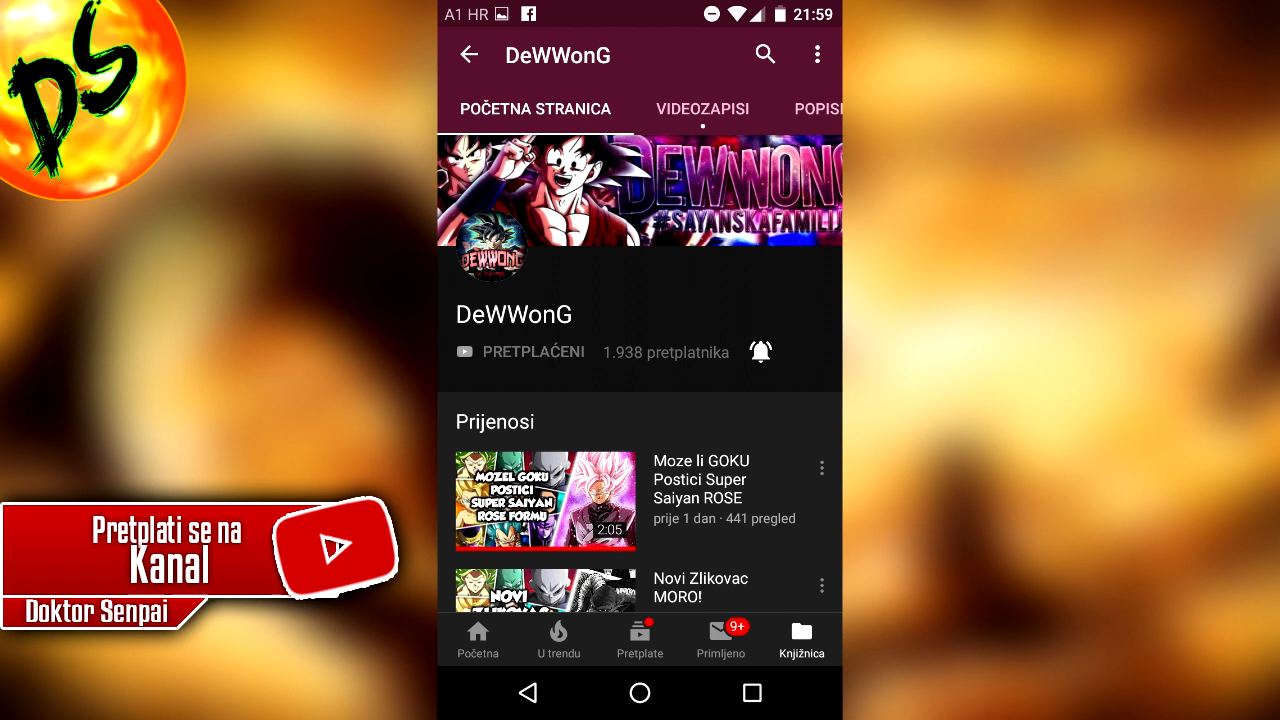 DS
A1 HR
21:59
DeWWonG
POČETNA STRANICA
VIDEOZAPISI
POPISI
DEWWONG
#SAYANSKAFAMILIJ
DEWWONG
DeWWonG
PRETPLAĆENI
1.938 pretplatnika
Prijenosi
MOZEL GOKU
POSTICI
SUPER SAIYAN
ROSE FORMU
2:05
Moze li GOKU
Postici Super
Saiyan ROSE
prije 1 dan · 441 pregled
NOVI
ZLIKOVAC
Novi Zlikovac
MORO!
Početna
U trendu
Pretplate
9+
Primljeno
Knjižnica
Pretplati se na
Kanal
Doktor Senpai